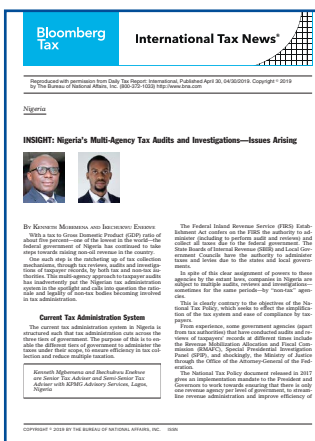 Bloomberg
Tax
International Tax News®
Reproduced with permission from Daily Tax Report: International, Published April 30, 04/30/2019. Copyright © 2019
by The Bureau of National Affairs, Inc. (800-372-1033) http://www.bna.com
Nigeria
INSIGHT: Nigeria's Multi-Agency Tax Audits and Investigations—Issues Arising
BY KENNETH MGBEMENA AND IHECHUKWU ENEKWE
With a tax to Gross Domestic Product (GDP) ratio of
about five percent—one of the lowest in the world—the
federal government of Nigeria has continued to take
steps towards raising non-oil revenue in the country.
One such step is the ratcheting up of tax collection
mechanisms, through tax reviews, audits and investiga-
tions of taxpayer records, by both tax and non-tax au-
thorities. This multi-agency approach to taxpayer audits
has inadvertently put the Nigerian tax administration
system in the spotlight and calls into question the ratio-
nale and legality of non-tax bodies becoming involved
in tax administration.
Current Tax Administration System
The current tax administration system in Nigeria is
structured such that tax administration cuts across the
three tiers of government. The purpose of this is to en-
able the different tiers of government to administer the
taxes under their scope, to ensure efficiency in tax col-
lection and reduce multiple taxation.
Kenneth Mgbemena and Ihechukwu Enekwe
are Senior Tax Adviser and Semi-Senior Tax
Adviser with KPMG Advisory Services, Lagos,
Nigeria
The Federal Inland Revenue Service (FIRS) Estab-
lishment Act confers on the FIRS the authority to ad-
minister (including to perform audit and reviews) and
collect all taxes due to the federal government. The
State Boards of Internal Revenue (SBIR) and Local Gov-
ernment Councils have the authority to administer
taxes and levies due to the states and local govern-
ments.
In spite of this clear assignment of powers to these
agencies by the extant laws, companies in Nigeria are
subject to multiple audits, reviews and investigations—
sometimes for the same periods—by "non-tax" agen-
cies.
This is clearly contrary to the objectives of the Na-
tional Tax Policy, which seeks to effect the simplifica-
tion of the tax system and ease of compliance by tax-
payers.
From experience, some government agencies (apart
from tax authorities) that have conducted audits and re-
views of taxpayers' records at different times include
the Revenue Mobilization Allocation and Fiscal Com-
mission (RMAFC), Special Presidential Investigation
Panel (SPIP), and shockingly, the Ministry of Justice
through the Office of the Attorney-General of the Fed-
eration.
The National Tax Policy document released in 2017
gives an implementation mandate to the President and
Governors to work towards ensuring that there is only
one revenue agency per level of government, to stream-
line revenue administration and improve efficiency of
COPYRIGHT © 2019 BY THE BUREAU OF NATIONAL AFFAIRS, INC. ISSN